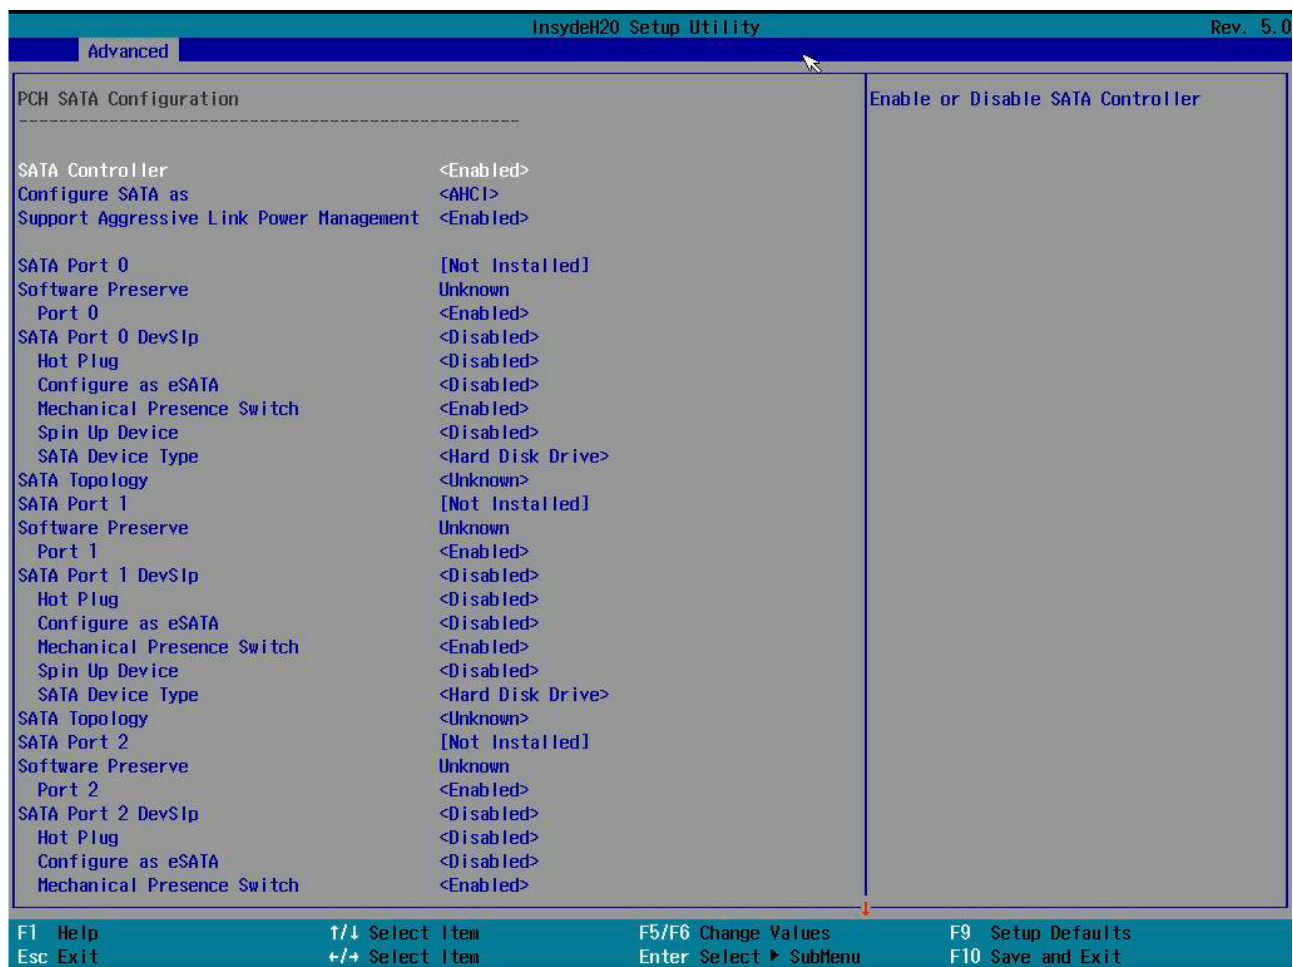 InsydeH20 Setup Utility Rev. 5.0
Advanced
PCH SATA Configuration
--------------------------------------------------
Enable or Disable SATA Controller
SATA Controller <Enabled>
Configure SATA as <AHCI>
Support Aggressive Link Power Management <Enabled>
SATA Port 0 [Not Installed]
Software Preserve Unknown
Port 0 <Enabled>
SATA Port 0 DevSlp <Disabled>
Hot Plug <Disabled>
Configure as eSATA <Disabled>
Mechanical Presence Switch <Enabled>
Spin Up Device <Disabled>
SATA Device Type <Hard Disk Drive>
SATA Topology <Unknown>
SATA Port 1 [Not Installed]
Software Preserve Unknown
Port 1 <Enabled>
SATA Port 1 DevSlp <Disabled>
Hot Plug <Disabled>
Configure as eSATA <Disabled>
Mechanical Presence Switch <Enabled>
Spin Up Device <Disabled>
SATA Device Type <Hard Disk Drive>
SATA Topology <Unknown>
SATA Port 2 [Not Installed]
Software Preserve Unknown
Port 2 <Enabled>
SATA Port 2 DevSlp <Disabled>
Hot Plug <Disabled>
Configure as eSATA <Disabled>
Mechanical Presence Switch <Enabled>
F1 Help ↑/↓ Select Item F5/F6 Change Values F9 Setup Defaults
Esc Exit ←/→ Select Item Enter Select ▶ SubMenu F10 Save and Exit